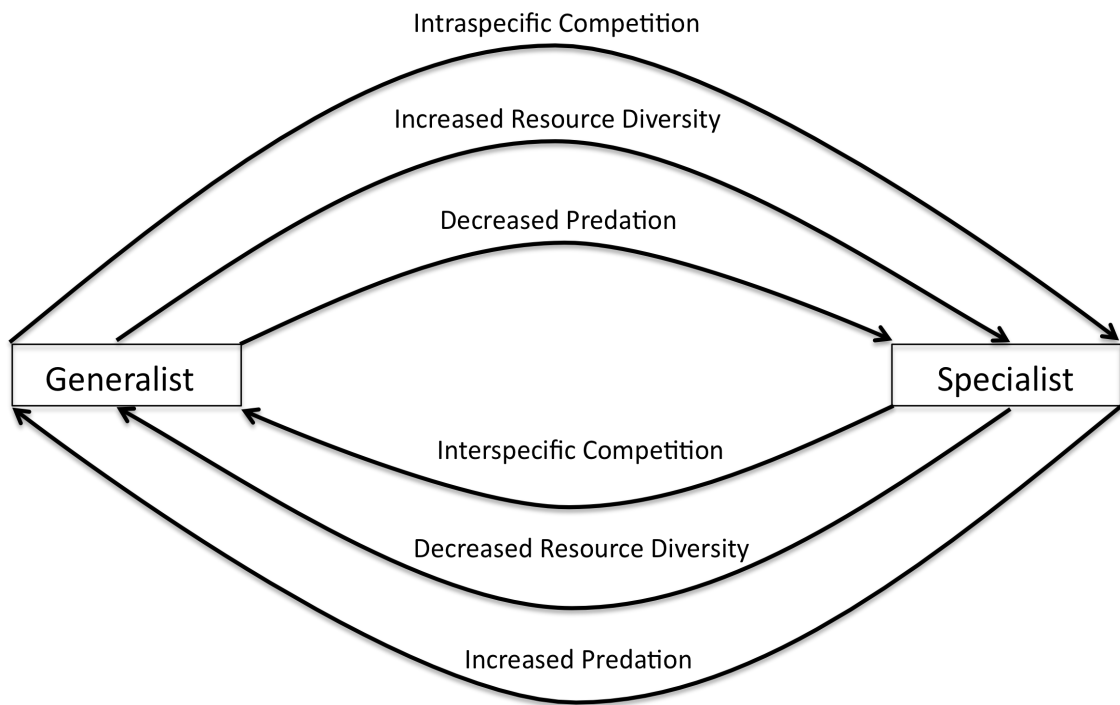 Intraspecific Competition
Increased Resource Diversity
Decreased Predation
Generalist
Specialist
Interspecific Competition
Decreased Resource Diversity
Increased Predation